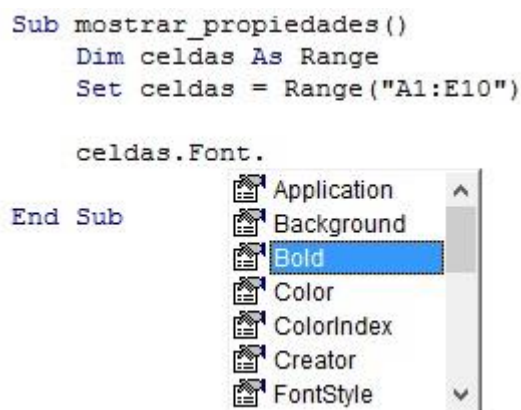 Sub mostrar_propiedades()
Dim celdas As Range
Set celdas = Range("A1:E10")
celdas.Font.
Application
End Sub
Background
Bold
Color
ColorIndex
Creator
FontStyle